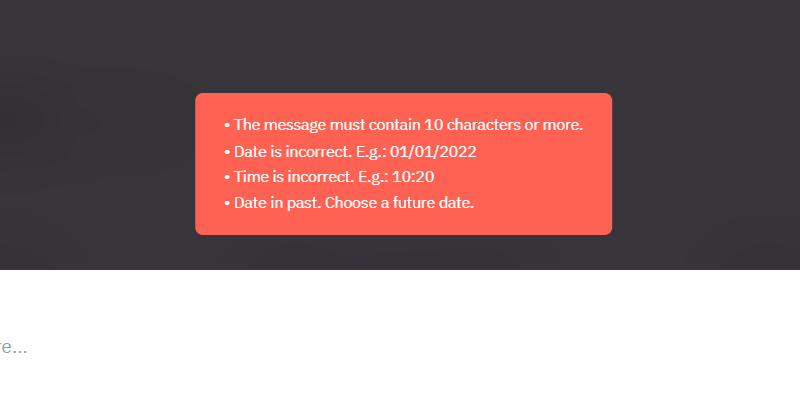 • The message must contain 10 characters or more.
• Date is incorrect. E.g.: 01/01/2022
• Time is incorrect. E.g.: 10:20
• Date in past. Choose a future date.